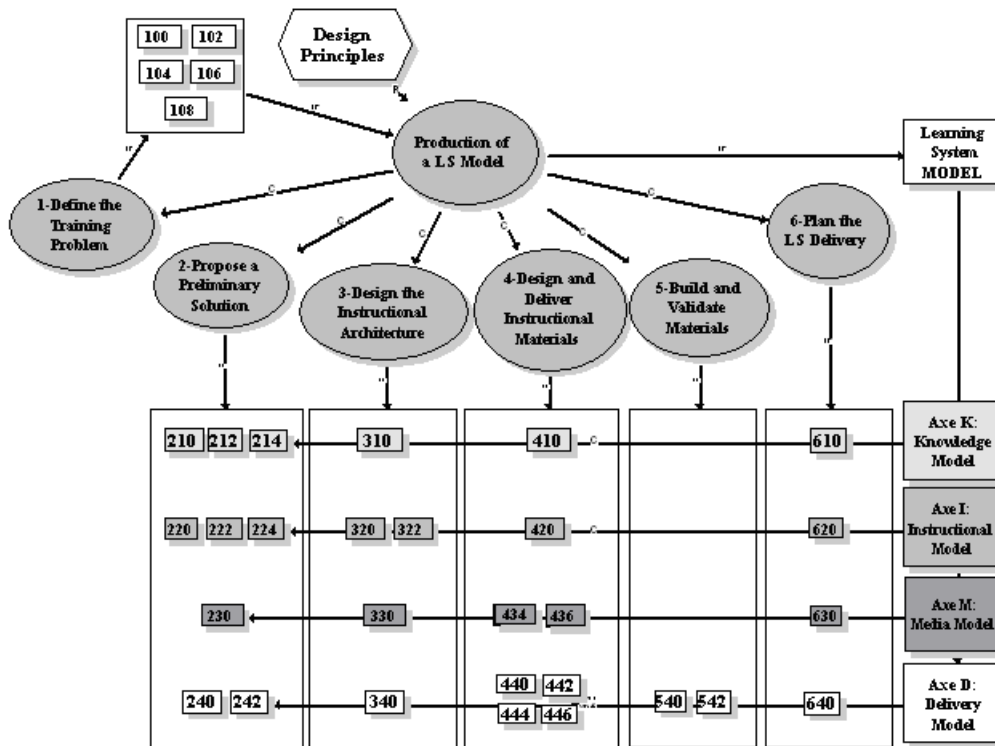 100 102
104 106
108
Design
Principles
P
IP
IP
Production of
a LS Model
IP
Learning
System
MODEL
C
C
C
C
C
C
1-Define the
Training
Problem
2-Propose a
Preliminary
Solution
3-Design the
Instructional
Architecture
4-Design and
Deliver
Instructional
Materials
5-Build and
Validate
Materials
6-Plan the
LS Delivery
210 212 214 310 410 C 610
Axe K:
Knowledge
Model
220 222 224 320 322 420 C 620
Axe I:
Instructional
Model
230 330 434 436 630
Axe M:
Media Model
240 242 340
440 442
444 446
540 542 640
Axe D:
Delivery
Model